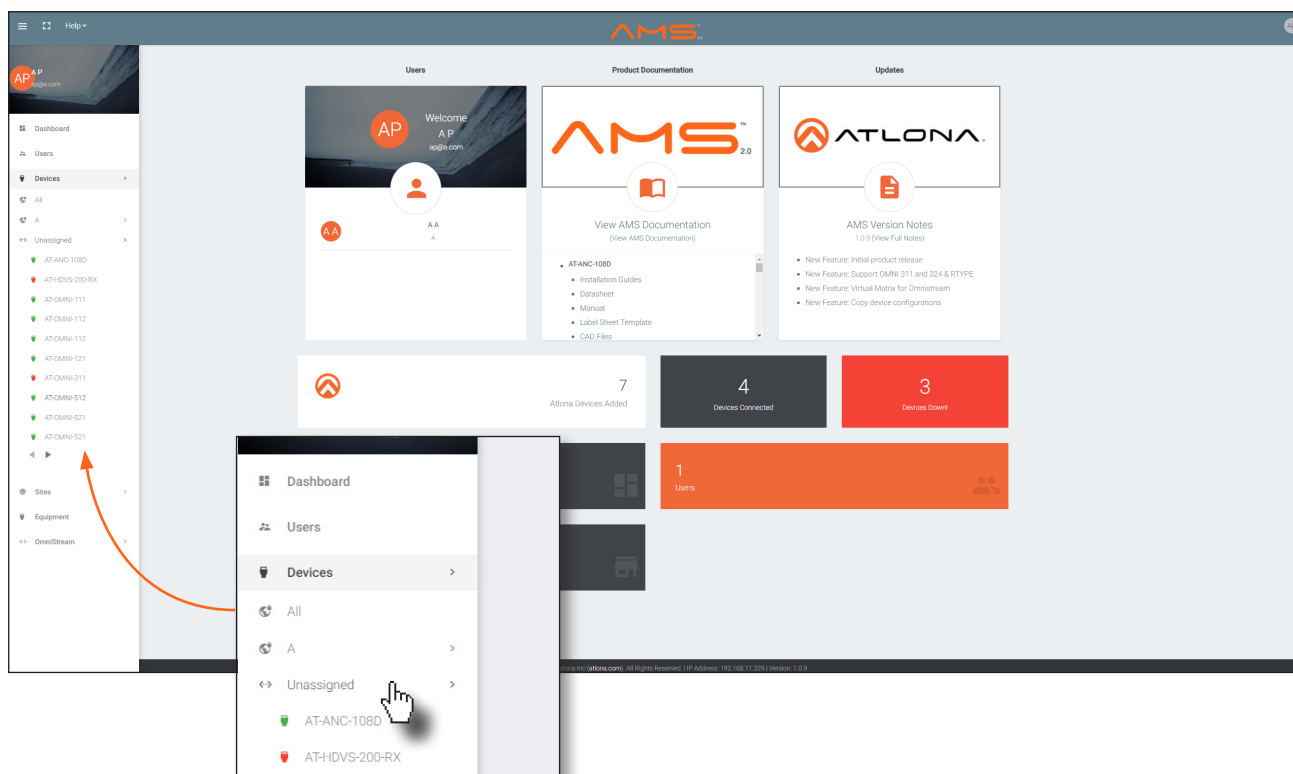 Help
AMS
AP
A P
ap@a.com
Dashboard
Users
Devices
All
A
Unassigned
AT-ANC-108D
AT-HDVS-200-RX
AT-OMNI-111
AT-OMNI-112
AT-OMNI-112
AT-OMNI-121
AT-OMNI-311
AT-OMNI-512
AT-OMNI-521
AT-OMNI-521
Sites
Equipment
OmniStream
Users
AP
Welcome
A P
ap@a.com
A A
A A
A
Product Documentation
AMS™
2.0
View AMS Documentation
(View AMS Documentation)
AT-ANC-108D
Installation Guides
Datasheet
Manual
Label Sheet Template
CAD Files
Updates
ATLONA.
AMS Version Notes
1.0.9 (View Full Notes)
New Feature: Initial product release
New Feature: Support OMNI 311 and 324 & RTYPE
New Feature: Virtual Matrix for Omnistream
New Feature: Copy device configurations
7
Atlona Devices Added
4
Devices Connected
3
Devices Down!
1
Users
Inc (atlona.com). All Rights Reserved. | IP Address: 192.168.11.229 | Version: 1.0.9
Dashboard
Users
Devices
All
A
Unassigned
AT-ANC-108D
AT-HDVS-200-RX